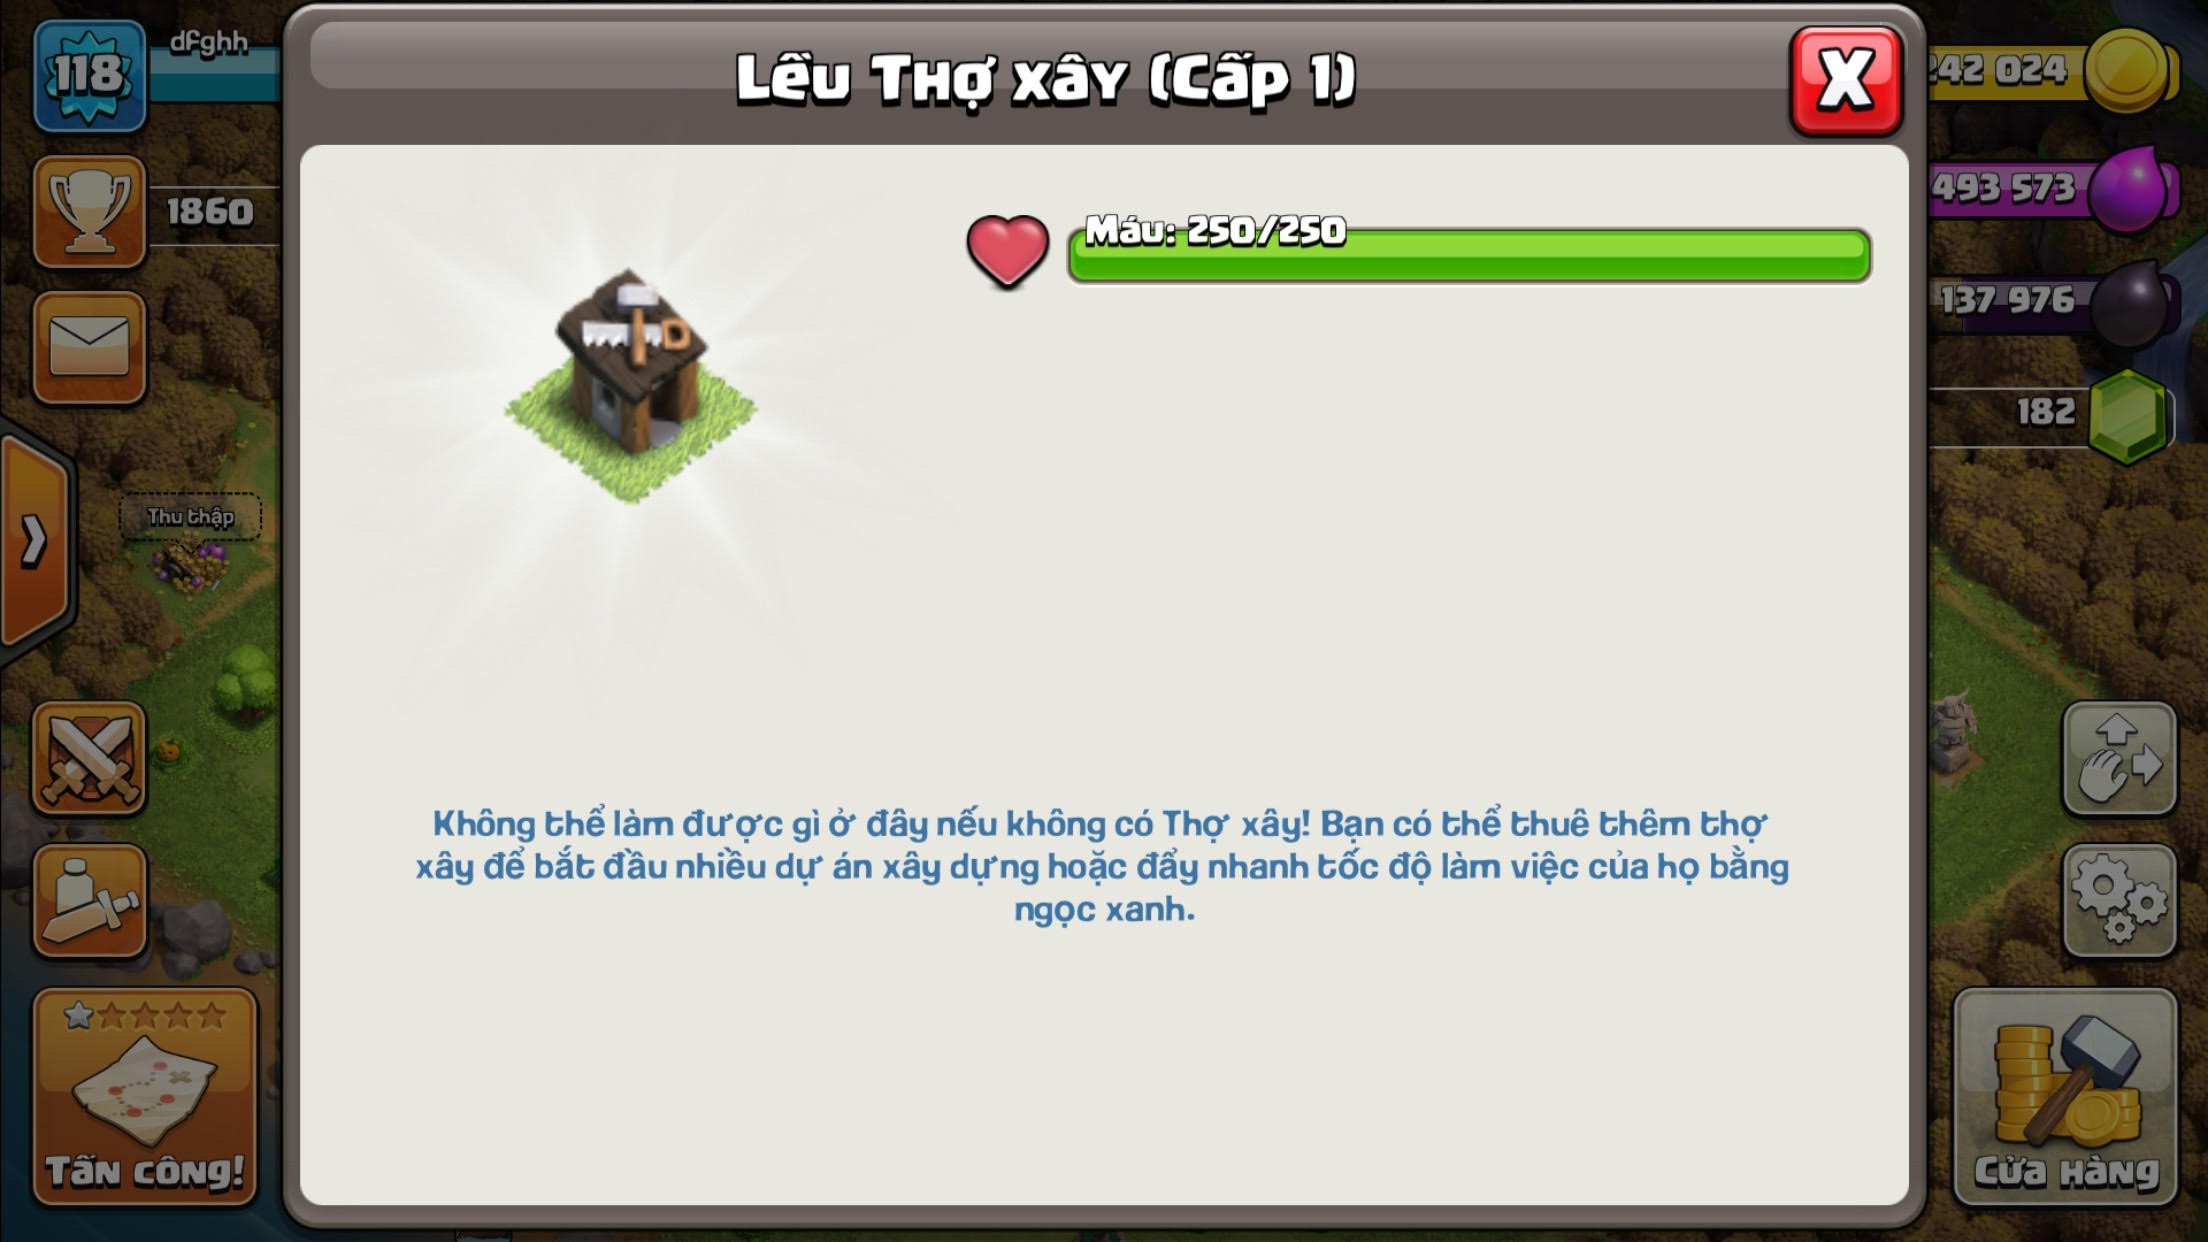 118
dfghh
Lều Thợ xây (Cấp 1)
X
242 024
1860
Máu: 250/250
493 573
137 976
182
Thu thập
Không thể làm được gì ở đây nếu không có Thợ xây! Bạn có thể thuê thêm thợ
xây để bắt đầu nhiều dự án xây dựng hoặc đẩy nhanh tốc độ làm việc của họ bằng
ngọc xanh.
Tấn công!
Cửa hàng